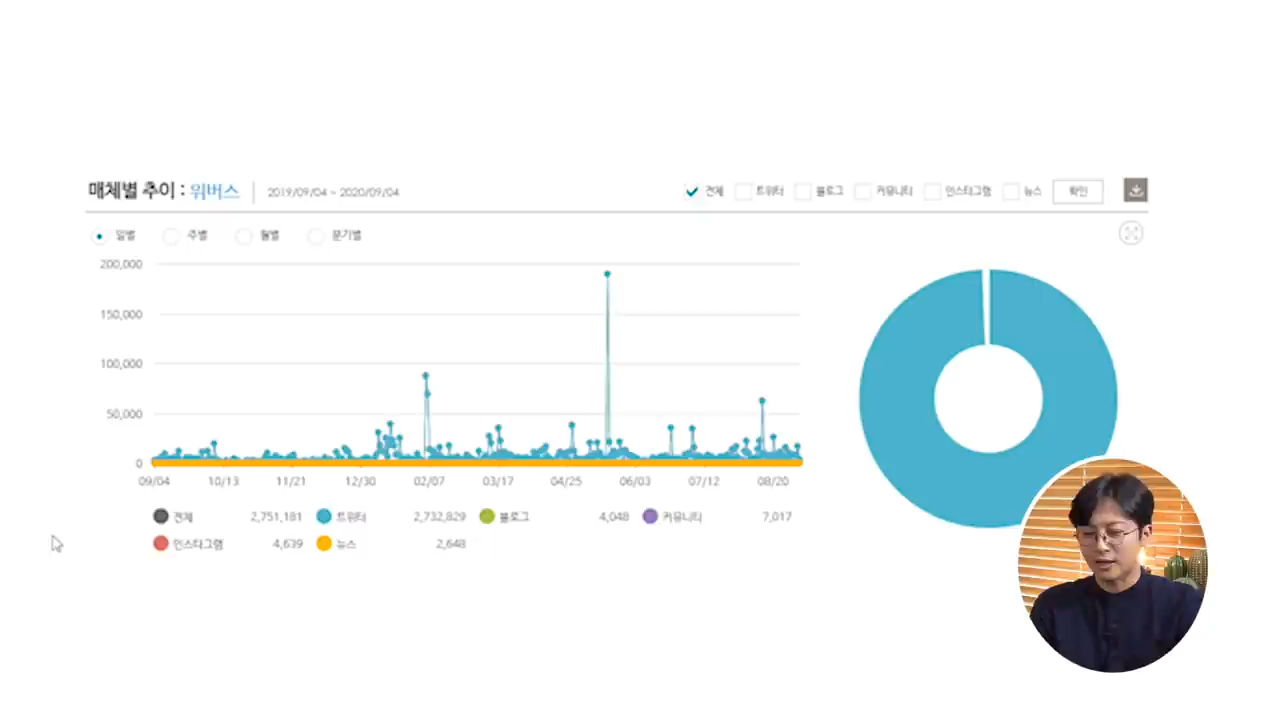 매체별 추이 : 위버스 2019/09/04 ~ 2020/09/04 전체 트위터 블로그 커뮤니티 인스타그램 뉴스 확인
일별 주별 월별 분기별
200,000
150,000
100,000
50,000
0
09/04 10/13 11/21 12/30 02/07 03/17 04/25 06/03 07/12 08/20
전체 2,751,181 트위터 2,732,829 블로그 4,048 커뮤니티 7,017
인스타그램 4,639 뉴스 2,648